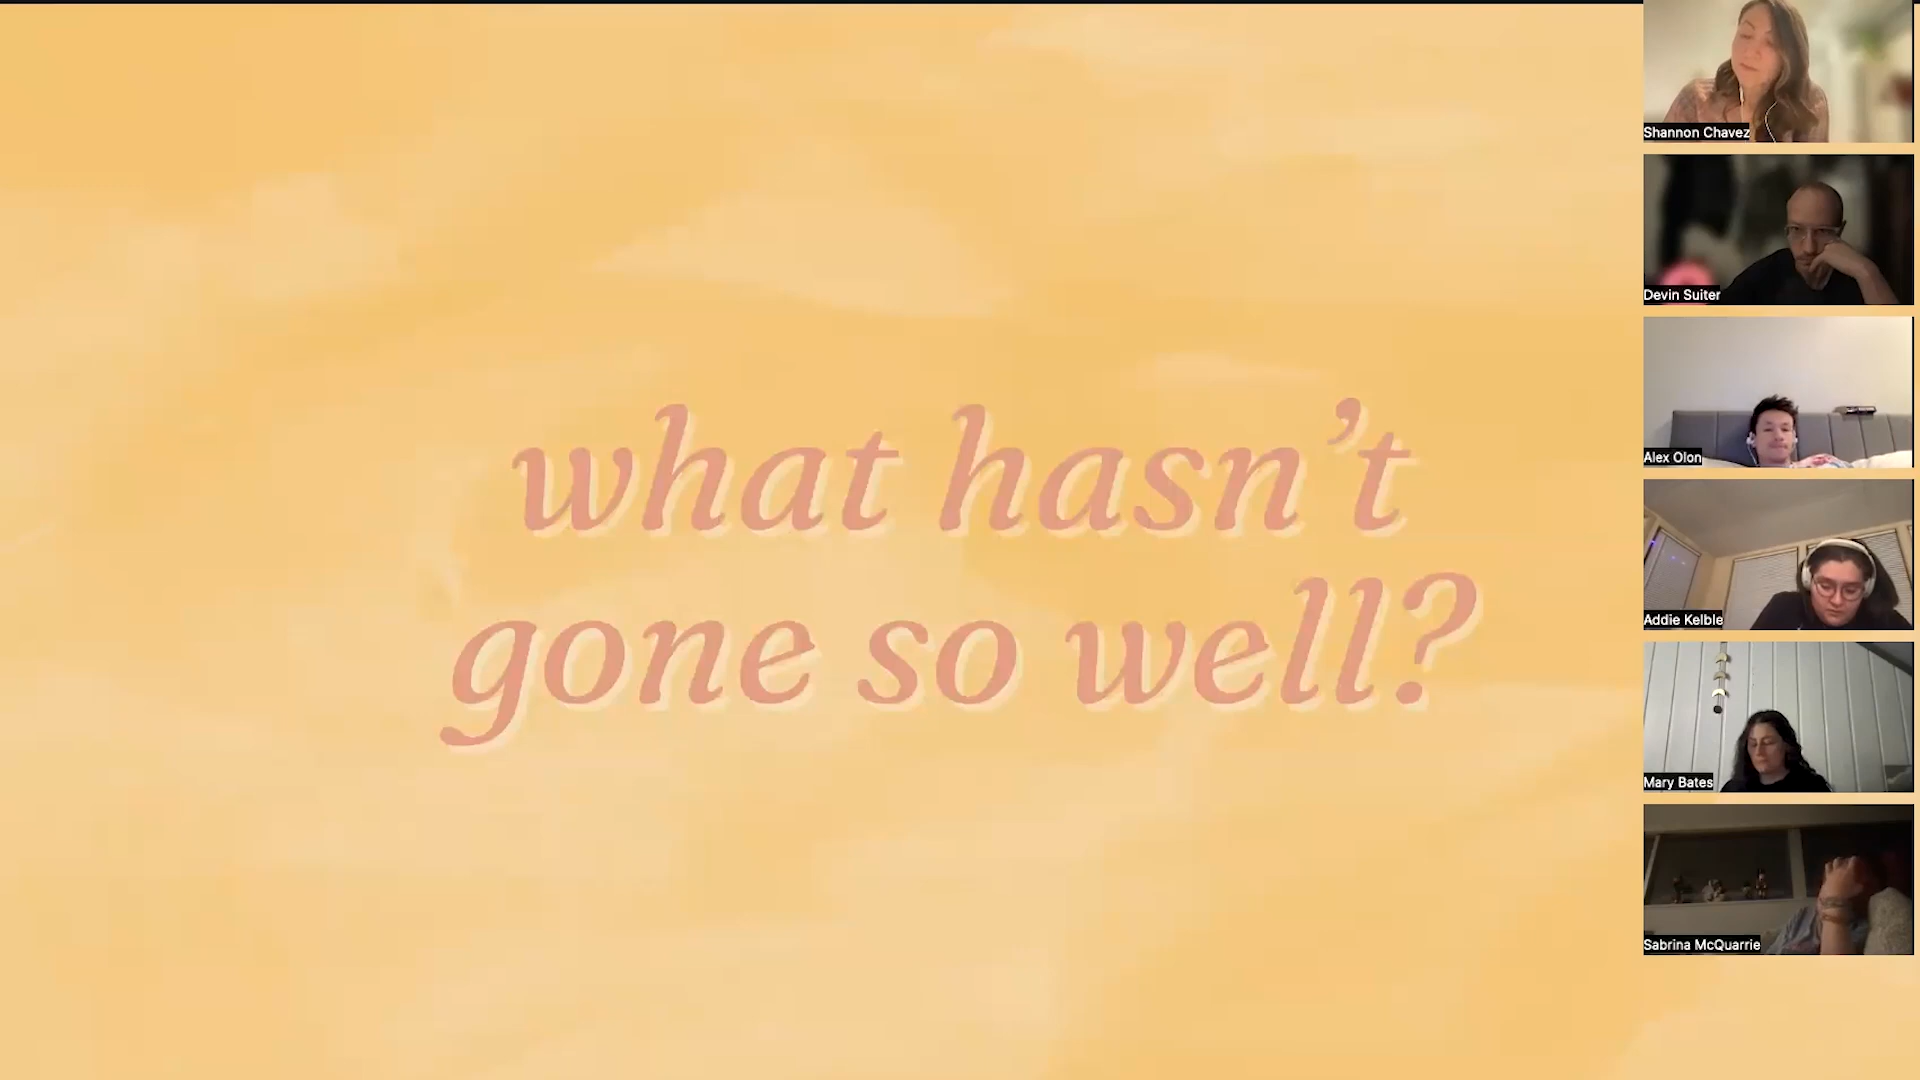 what hasn’t
gone so well?
Shannon Chavez
Devin Suiter
Alex Olon
Addie Kelble
Mary Bates
Sabrina McQuarrie